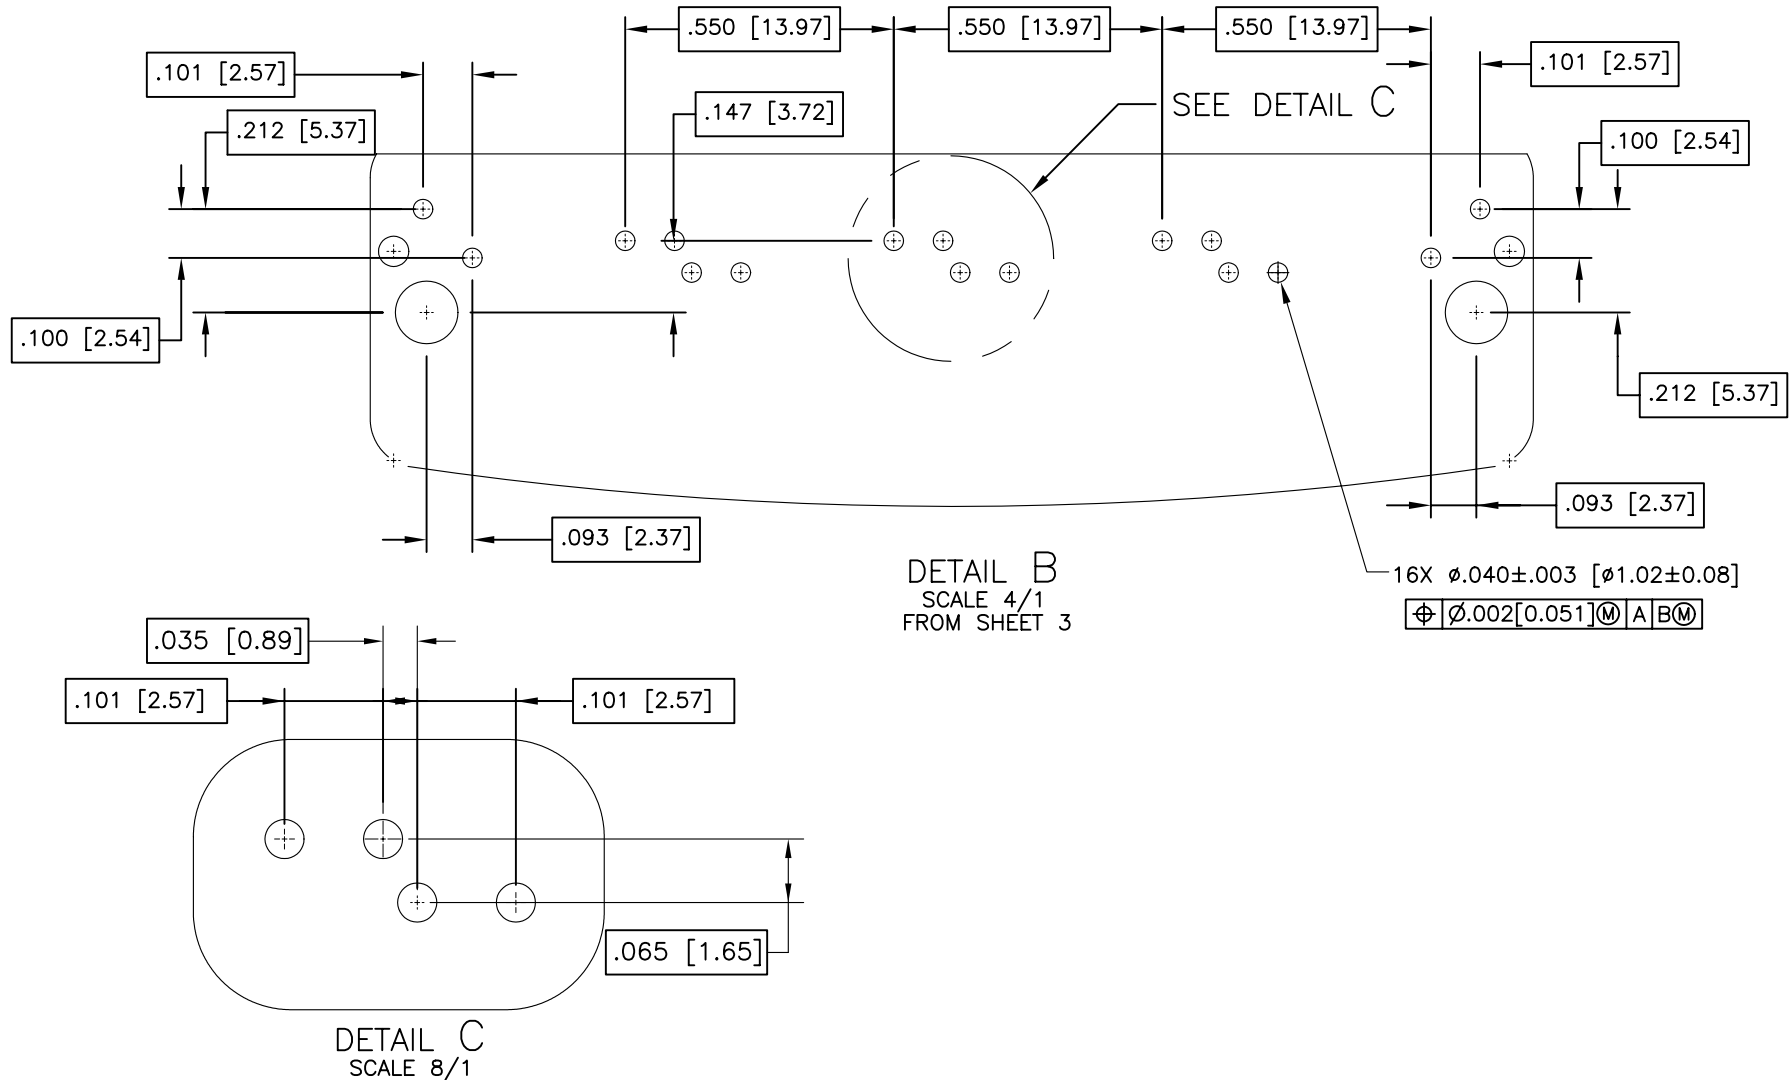 .550 [13.97]
.550 [13.97]
.550 [13.97]
.101 [2.57]
.101 [2.57]
.147 [3.72]
SEE DETAIL C
.212 [5.37]
.100 [2.54]
.100 [2.54]
.212 [5.37]
.093 [2.37]
.093 [2.37]
DETAIL B
SCALE 4/1
FROM SHEET 3
16X ø.040±.003 [ø1.02±0.08]
⌖ Ø.002[0.051]Ⓜ A BⓂ
.035 [0.89]
.101 [2.57]
.101 [2.57]
.065 [1.65]
DETAIL C
SCALE 8/1